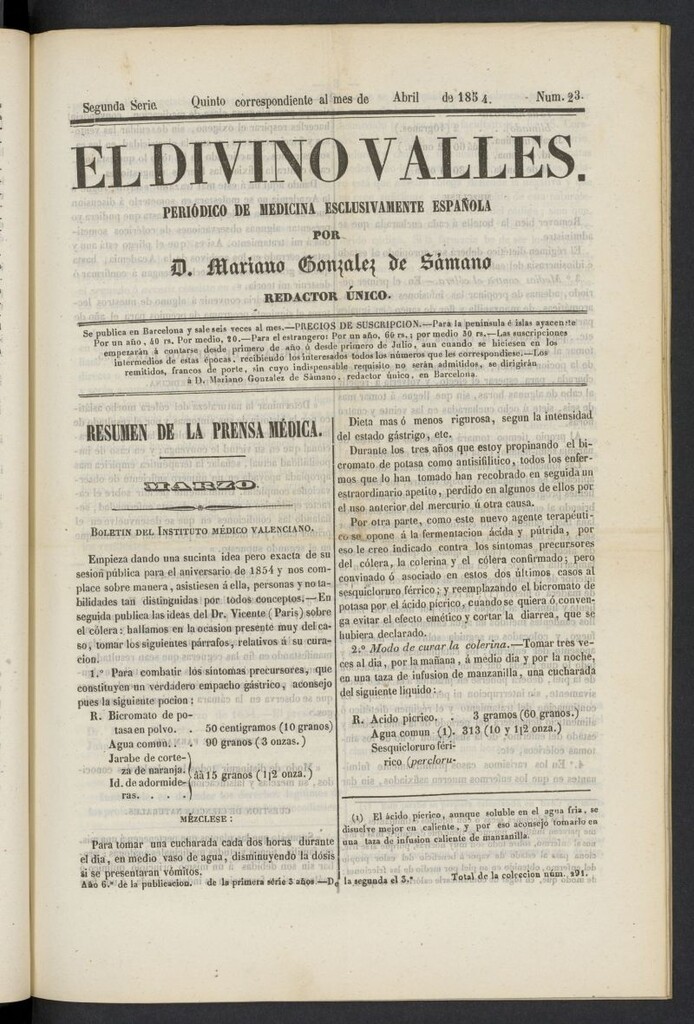 Segunda Serie. Quinto correspondiente al mes de Abril de 1854. Num. 23.
EL DIVINO VALLES.
PERIÓDICO DE MEDICINA ESCLUSIVAMENTE ESPAÑOLA
POR
D. Mariano Gonzalez de Sámano
REDACTOR ÚNICO.
Se publica en Barcelona y sale seis veces al mes.—PRECIOS DE SUSCRIPCION.—Para la península é islas ayacente
Por un año, 40 rs. Por medio, 20.—Para el estrangero: Por un año, 60 rs.; por medio 30 rs.—Las suscripciones
empezarán á contarse desde primero de año ó desde primero de Julio, aun cuando se hiciesen en los
intermedios de estas épocas, recibiendo los interesados todos los números que les correspondiese.—Los
remitidos, francos de porte, sin cuyo indispensable requisito no serán admitidos, se dirigirán
á D. Mariano Gonzalez de Sámano, redactor único, en Barcelona.
RESUMEN DE LA PRENSA MÉDICA.
MARZO.
BOLETIN DEL INSTITUTO MÉDICO VALENCIANO.
Empieza dando una sucinta idea pero exacta de su
sesion pública para el aniversario de 1854 y nos com-
place sobre manera, asistiesen á ella, personas y nota-
bilidades tan distinguidas por todos conceptos.—En
seguida publica las ideas del Dr. Vicente (Paris) sobre
el cólera: hallamos en la ocasion presente muy del ca-
so, tomar los siguientes párrafos, relativos á su cura-
cion.
1.º Para combatir los síntomas precursores, que
constituyen un verdadero empacho gástrico, aconsejo
pues la siguiente pocion:
R. Bicromato de po-
tasa en polvo. . 50 centigramos (10 granos)
Agua comun. . . 90 granos (3 onzas.)
Jarabe de corte-
za de naranja.
Id. de adormide-
ras. . . . . } āā 15 granos (1|2 onza.)
MÉZCLESE:
Para tomar una cucharada cada dos horas durante
el dia, en medio vaso de agua, disminuyendo la dósis
si se presentaran vómitos.
Dieta mas ó menos rigurosa, segun la intensidad
del estado gástrigo, etc.
Durante los tres años que estoy propinando el bi-
cromato de potasa como antisifilitico, todos los enfer-
mos que lo han tomado han recobrado en seguida un
estraordinario apetito, perdido en algunos de ellos por
el uso anterior del mercurio ú otra causa.
Por otra parte, como este nuevo agente terapéuti-
co se opone á la fermentacion ácida y pútrida, por
eso le creo indicado contra los síntomas precursores
del cólera, la colerina y el cólera confirmado; pero
convinado ó asociado en estos dos últimos casos al
sesquicloruro férrico; y reemplazando el bicromato de
potasa por el ácido pícrico, cuando se quiera ó conven-
ga evitar el efecto emético y cortar la diarrea, que se
hubiera declarado.
2.º Modo de curar la colerina.—Tomar tres ve-
ces al dia, por la mañana, á medio dia y por la noche,
en una taza de infusion de manzanilla, una cucharada
del siguiente líquido:
R. Acido pícrico. . 3 gramos (60 granos.)
Agua comun (1). 313 (10 y 1|2 onza.)
Sesquicloruro fér-
rico (percloru-
(1) El ácido pícrico, aunque soluble en el agua fria, se
disuelve mejor en caliente, y por eso aconsejo tomarlo en
una taza de infusion caliente de manzanilla.
Año 6.º de la publicacion. de la primera série 3 años.—De la segunda el 3.º Total de la coleccion núm. 291.